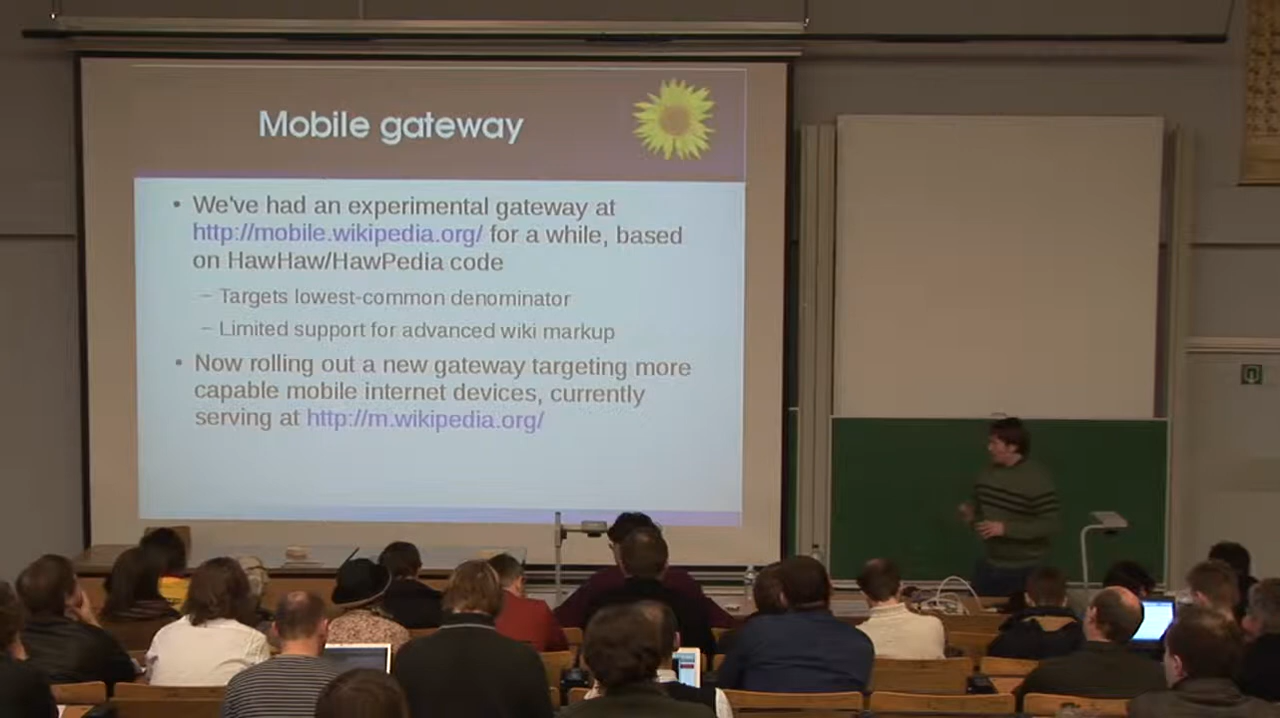 Mobile gateway
• We've had an experimental gateway at
http://mobile.wikipedia.org/ for a while, based
on HawHaw/HawPedia code
– Targets lowest-common denominator
– Limited support for advanced wiki markup
• Now rolling out a new gateway targeting more
capable mobile internet devices, currently
serving at http://m.wikipedia.org/